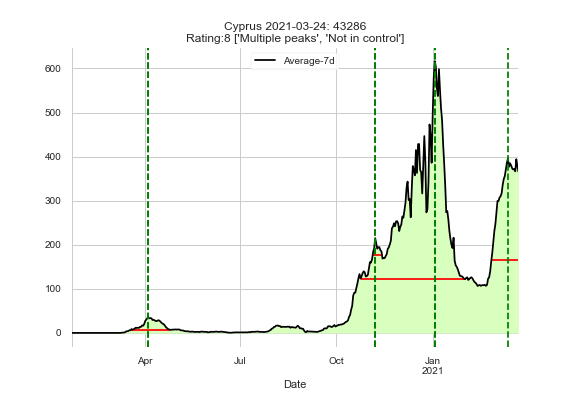 Cyprus 2021-03-24: 43286
Rating:8 ['Multiple peaks', 'Not in control']
Average-7d
600
500
400
300
200
100
0
Apr
Jul
Oct
Jan
2021
Date